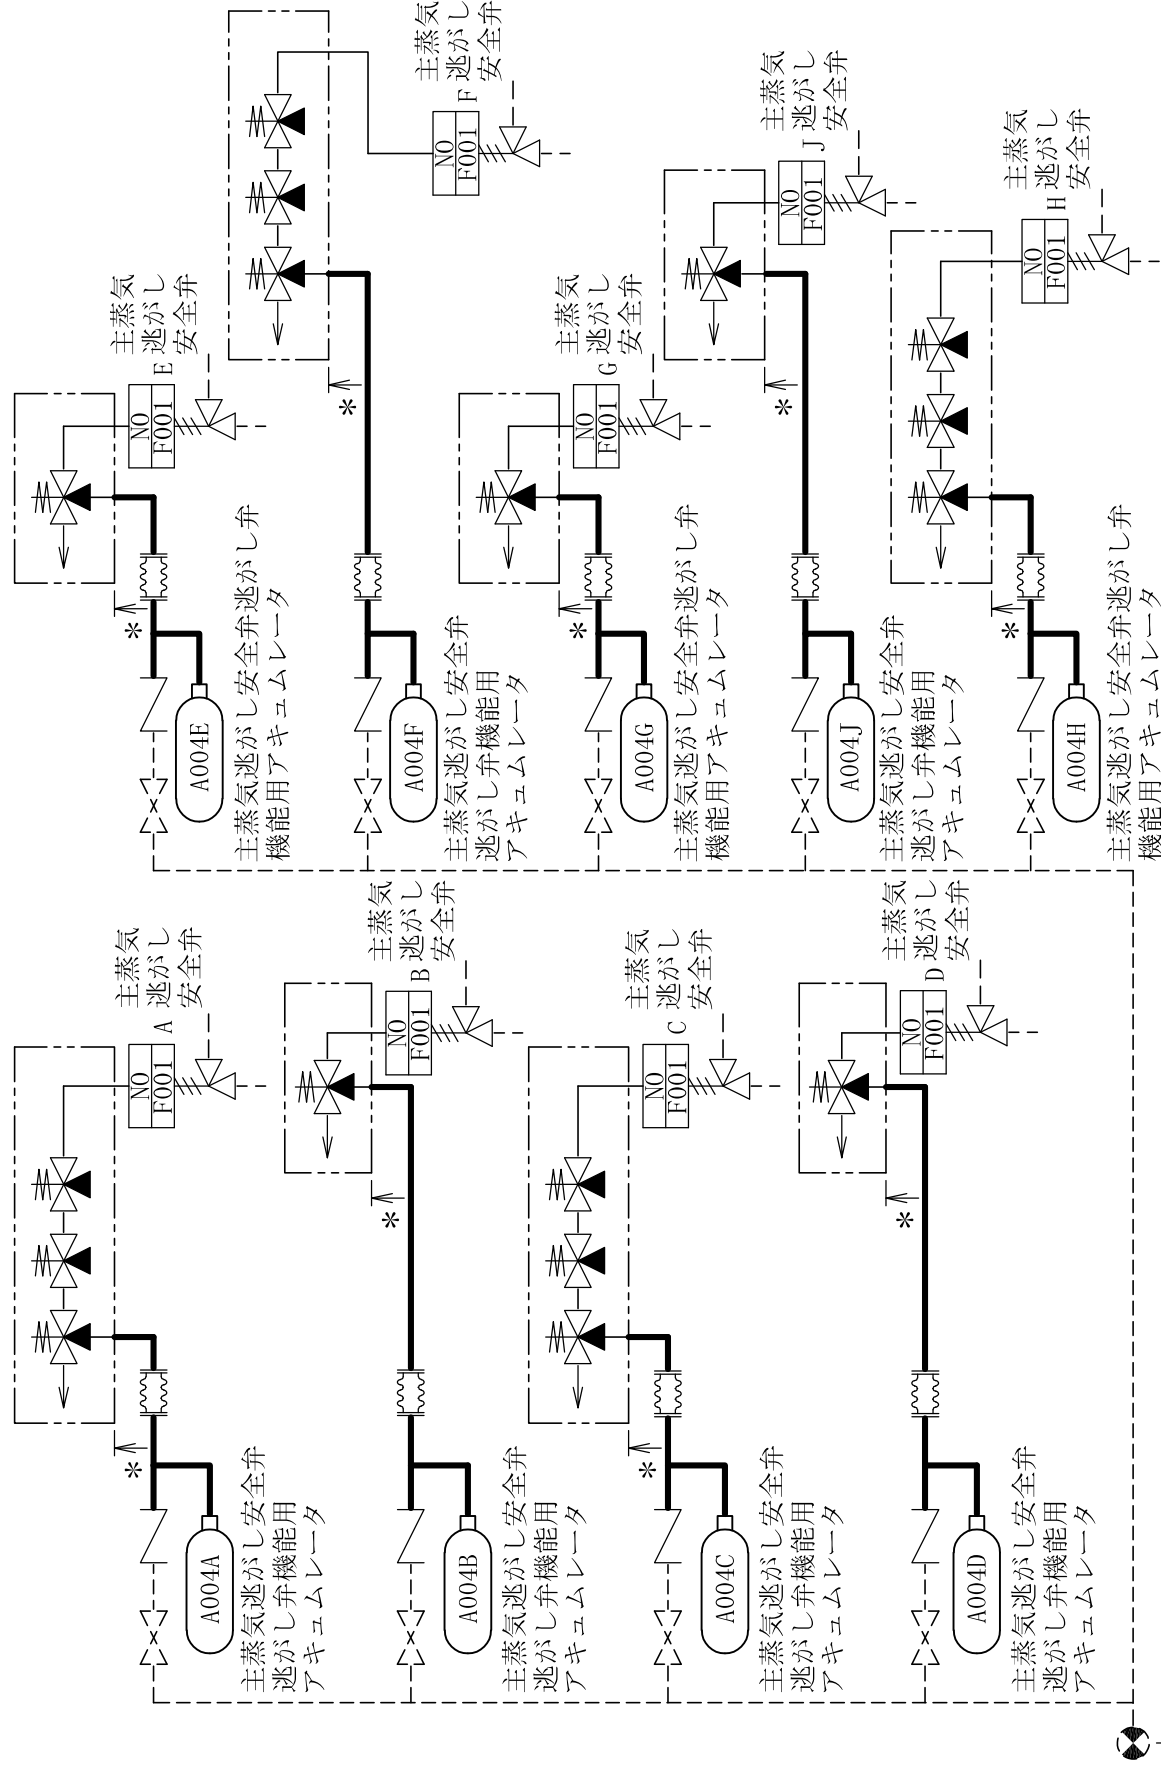 A004A
主蒸気逃がし安全弁
逃がし弁機能用
アキュムレータ
*
NO
F001
A
主蒸気
逃がし
安全弁
A004B
主蒸気逃がし安全弁
逃がし弁機能用
アキュムレータ
*
NO
F001
B
主蒸気
逃がし
安全弁
A004C
主蒸気逃がし安全弁
逃がし弁機能用
アキュムレータ
*
NO
F001
C
主蒸気
逃がし
安全弁
A004D
主蒸気逃がし安全弁
逃がし弁機能用
アキュムレータ
*
NO
F001
D
主蒸気
逃がし
安全弁
A004E
主蒸気逃がし安全弁逃がし弁
機能用アキュムレータ
*
NO
F001
E
主蒸気
逃がし
安全弁
A004F
主蒸気逃がし安全弁
逃がし弁機能用
アキュムレータ
*
NO
F001
F
主蒸気
逃がし
安全弁
A004G
主蒸気逃がし安全弁逃がし弁
機能用アキュムレータ
*
NO
F001
G
主蒸気
逃がし
安全弁
A004J
主蒸気逃がし安全弁
逃がし弁機能用
アキュムレータ
*
NO
F001
J
主蒸気
逃がし
安全弁
A004H
主蒸気逃がし安全弁逃がし弁
機能用アキュムレータ
*
NO
F001
H
主蒸気
逃がし
安全弁